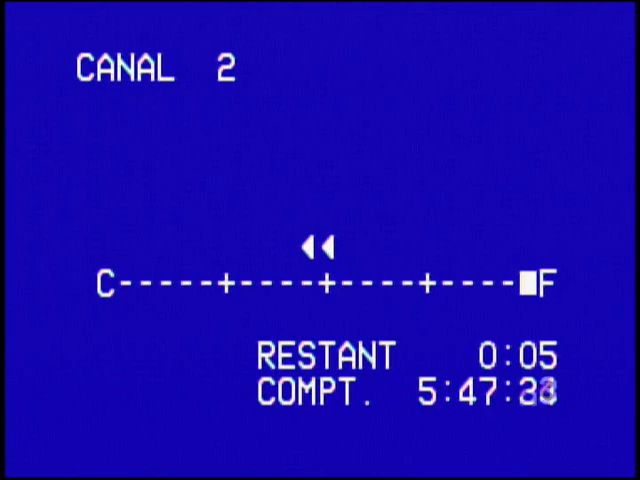 CANAL 2
C-----+----+----+----■F
RESTANT 0:05
COMPT.